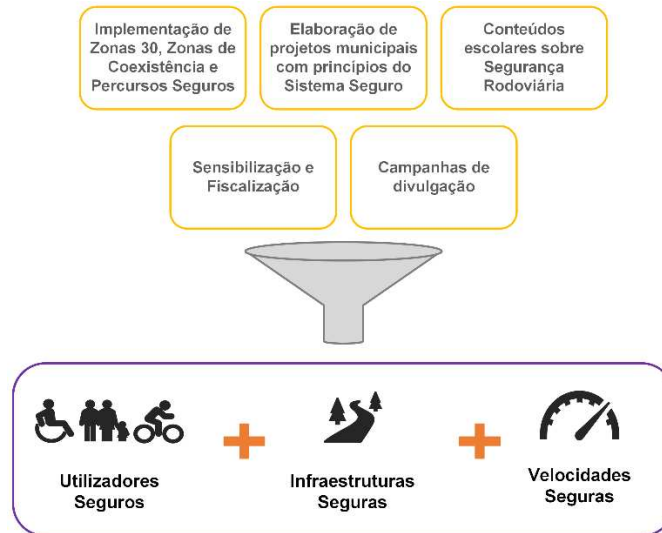 Implementação de
Zonas 30, Zonas de
Coexistência e
Percursos Seguros
Elaboração de
projetos municipais
com princípios do
Sistema Seguro
Conteúdos
escolares sobre
Segurança
Rodoviária
Sensibilização e
Fiscalização
Campanhas de
divulgação
Utilizadores
Seguros
Infraestruturas
Seguras
Velocidades
Seguras